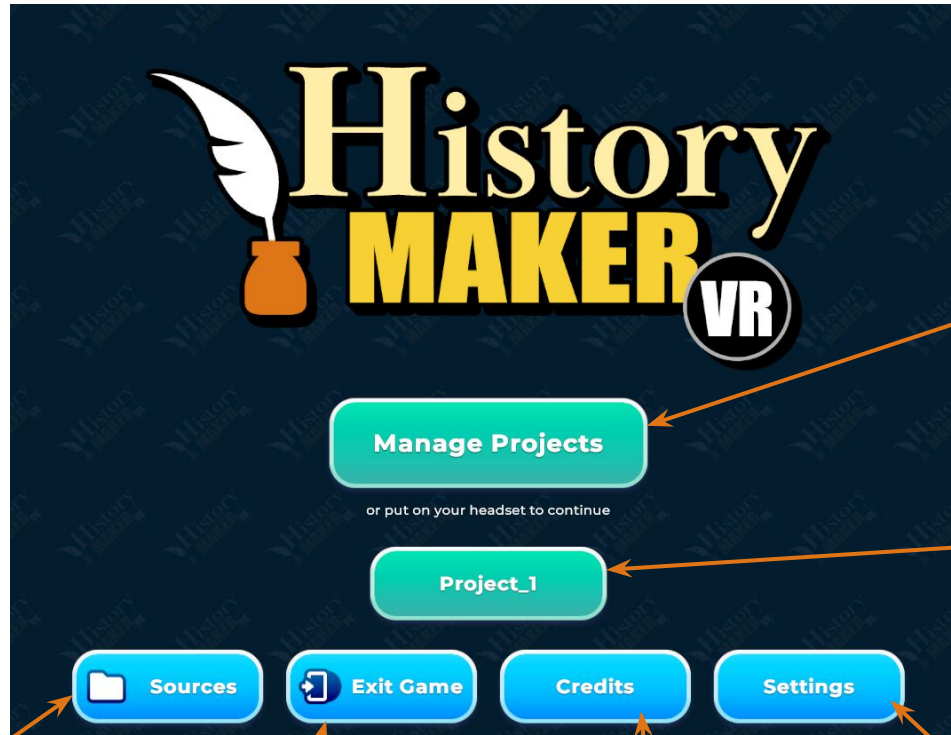 History
MAKER
VR
Manage Projects
or put on your headset to continue
Project_1
Sources
Exit Game
Credits
Settings